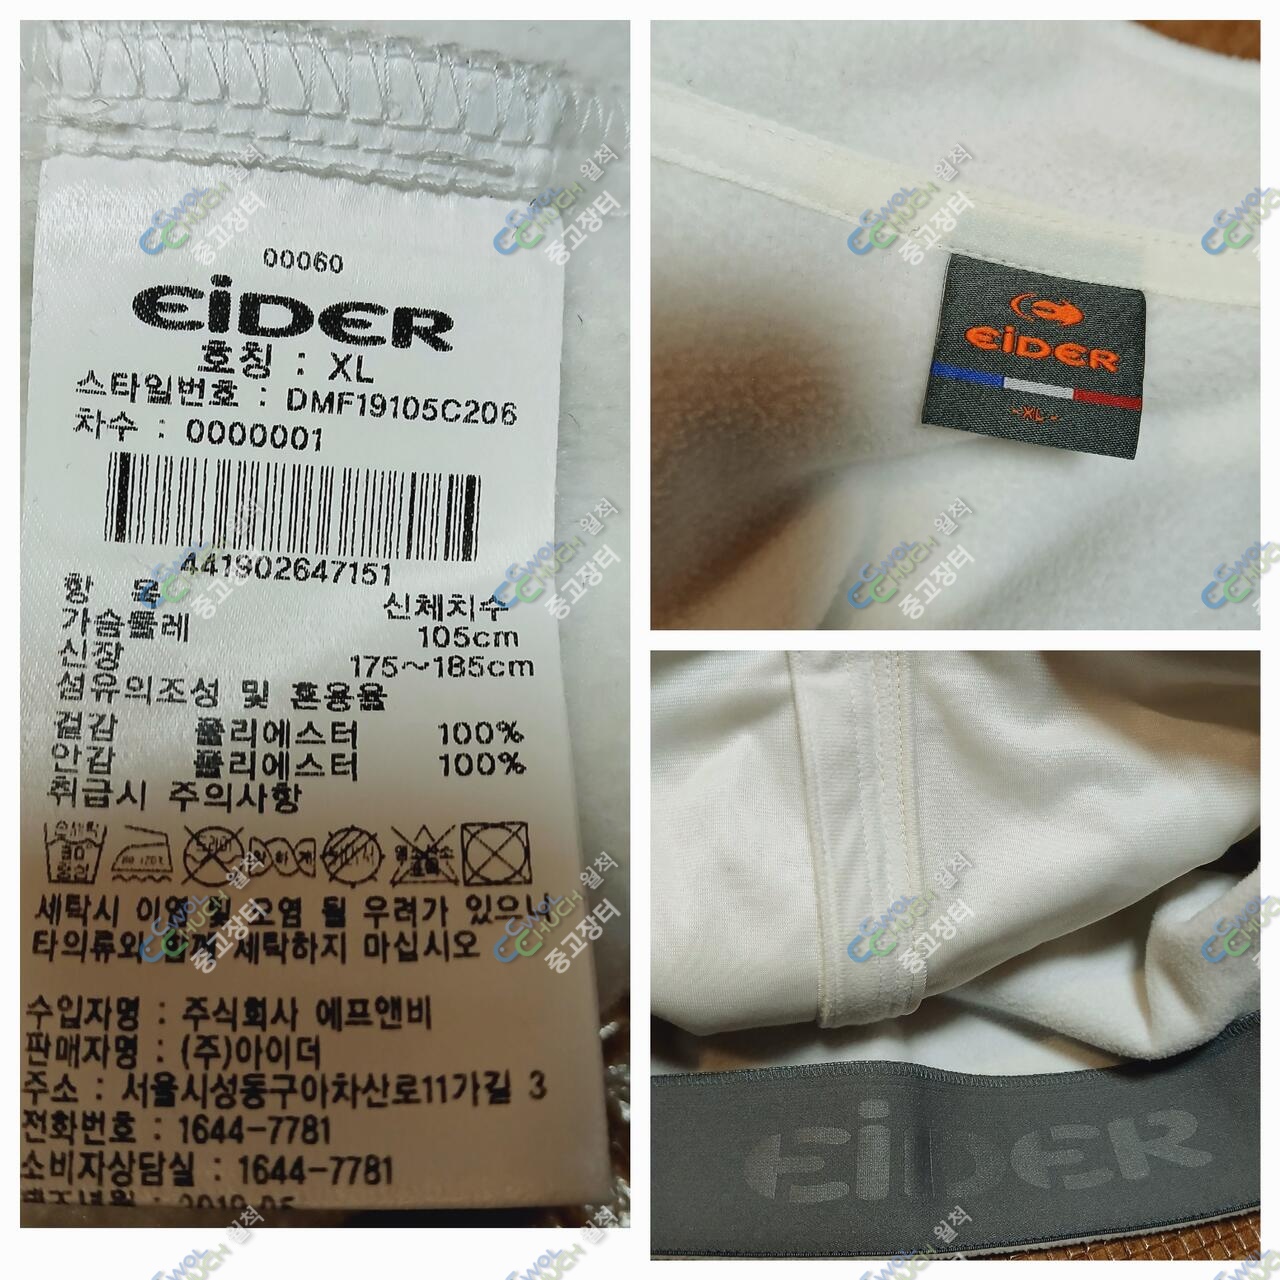 00060
EiDER
호칭 : XL
스타일번호 : DMF19105C206
차수 : 0000001
441902647151
항 목 신체치수
가슴둘레 105cm
신장 175~185cm
섬유의조성 및 혼용율
겉감 폴리에스터 100%
안감 폴리에스터 100%
취급시 주의사항
세탁시 이염 및 오염 될 우려가 있으니
타의류와 함께 세탁하지 마십시오
수입자명 : 주식회사 에프앤비
판매자명 : (주)아이더
주소 : 서울시성동구아차산로11가길 3
전화번호 : 1644-7781
소비자상담실 : 1644-7781
EiDER
-XL-
EiDER
CWOL CHUCH 월척 중고장터